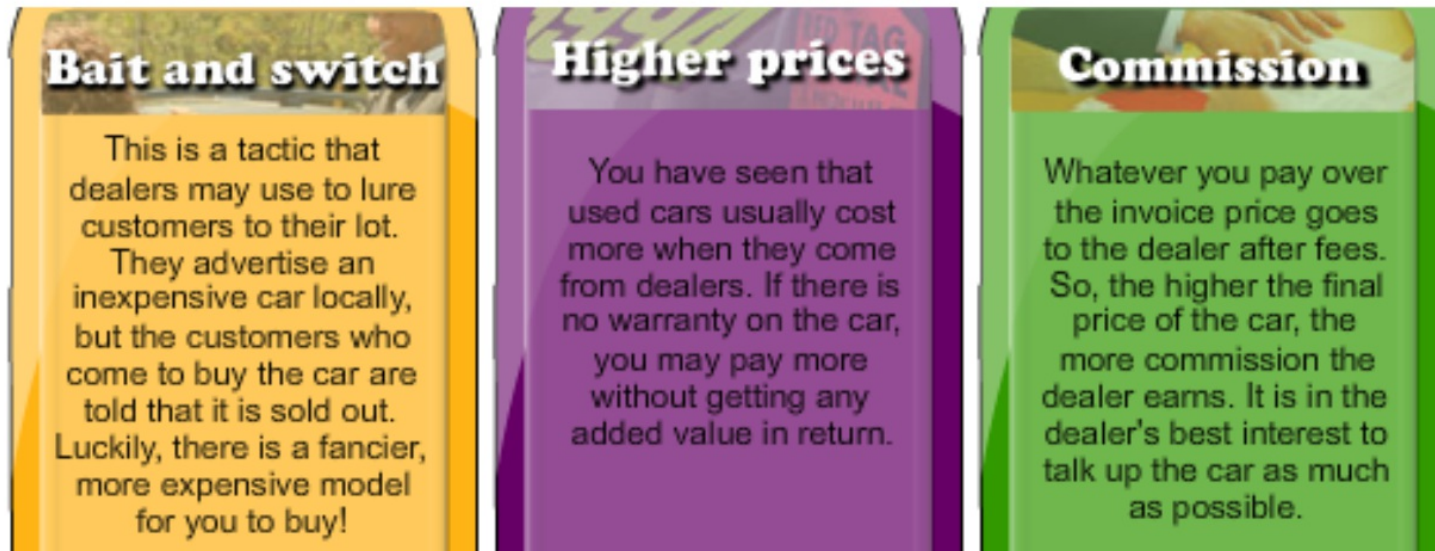 Bait and switch
This is a tactic that
dealers may use to lure
customers to their lot.
They advertise an
inexpensive car locally,
but the customers who
come to buy the car are
told that it is sold out.
Luckily, there is a fancier,
more expensive model
for you to buy!
Higher prices
RED TAG
You have seen that
used cars usually cost
more when they come
from dealers. If there is
no warranty on the car,
you may pay more
without getting any
added value in return.
Commission
Whatever you pay over
the invoice price goes
to the dealer after fees.
So, the higher the final
price of the car, the
more commission the
dealer earns. It is in the
dealer's best interest to
talk up the car as much
as possible.